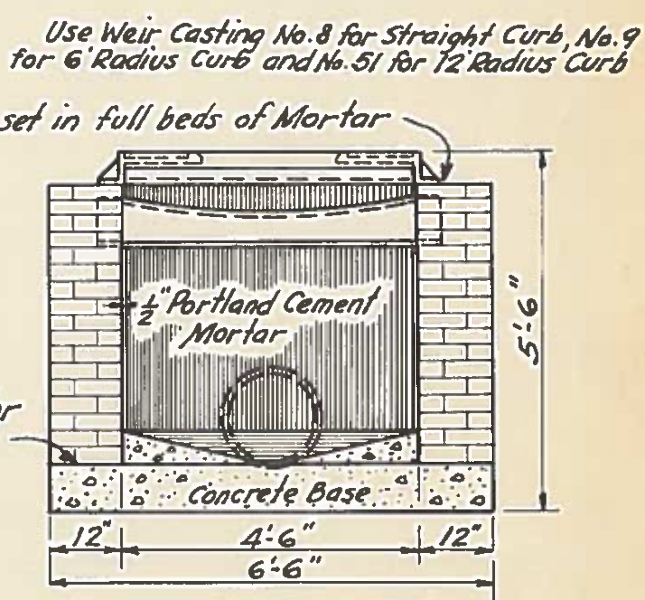 Use Weir Casting No.8 for Straight Curb, No.9
for 6' Radius Curb and No.51 for 12' Radius Curb
set in full beds of Mortar
1/2" Portland Cement
Mortar
5'-6"
or
Concrete Base
12" 4'-6" 12"
6'-6"